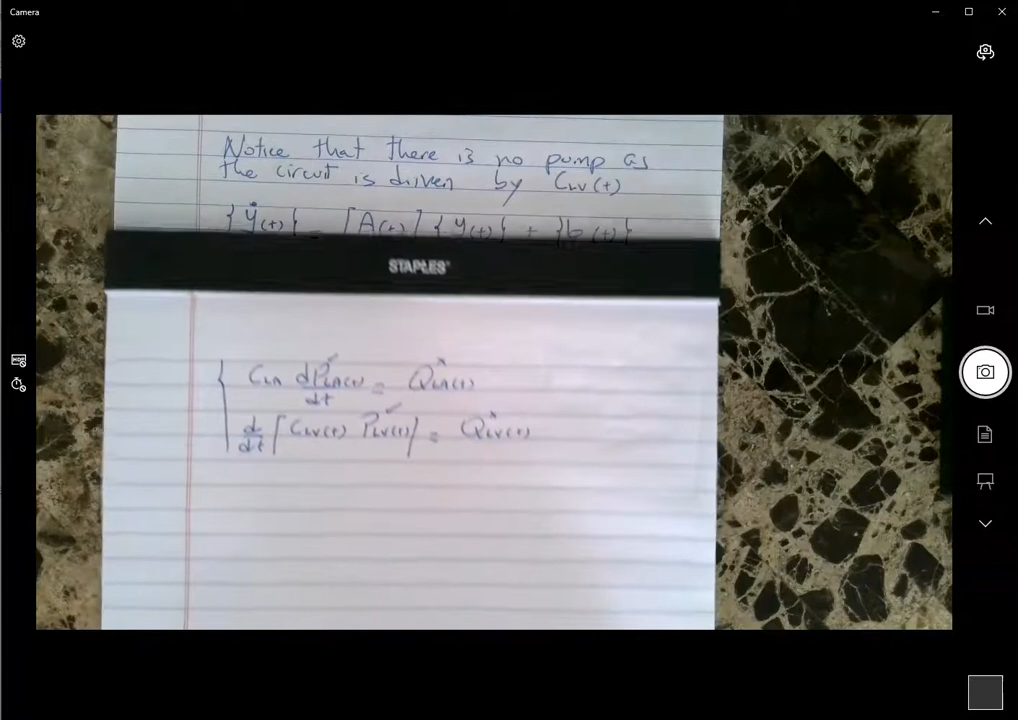 Camera
Notice that there is no pump as
the circuit is driven by CLV(t)
{ẏ(t)} = [A(t)] {y(t)} + {b(t)}
STAPLES
CLA dPLA(t)/dt = QLA(t)
d/dt [CLV(t) PLV(t)] = QLV(t)